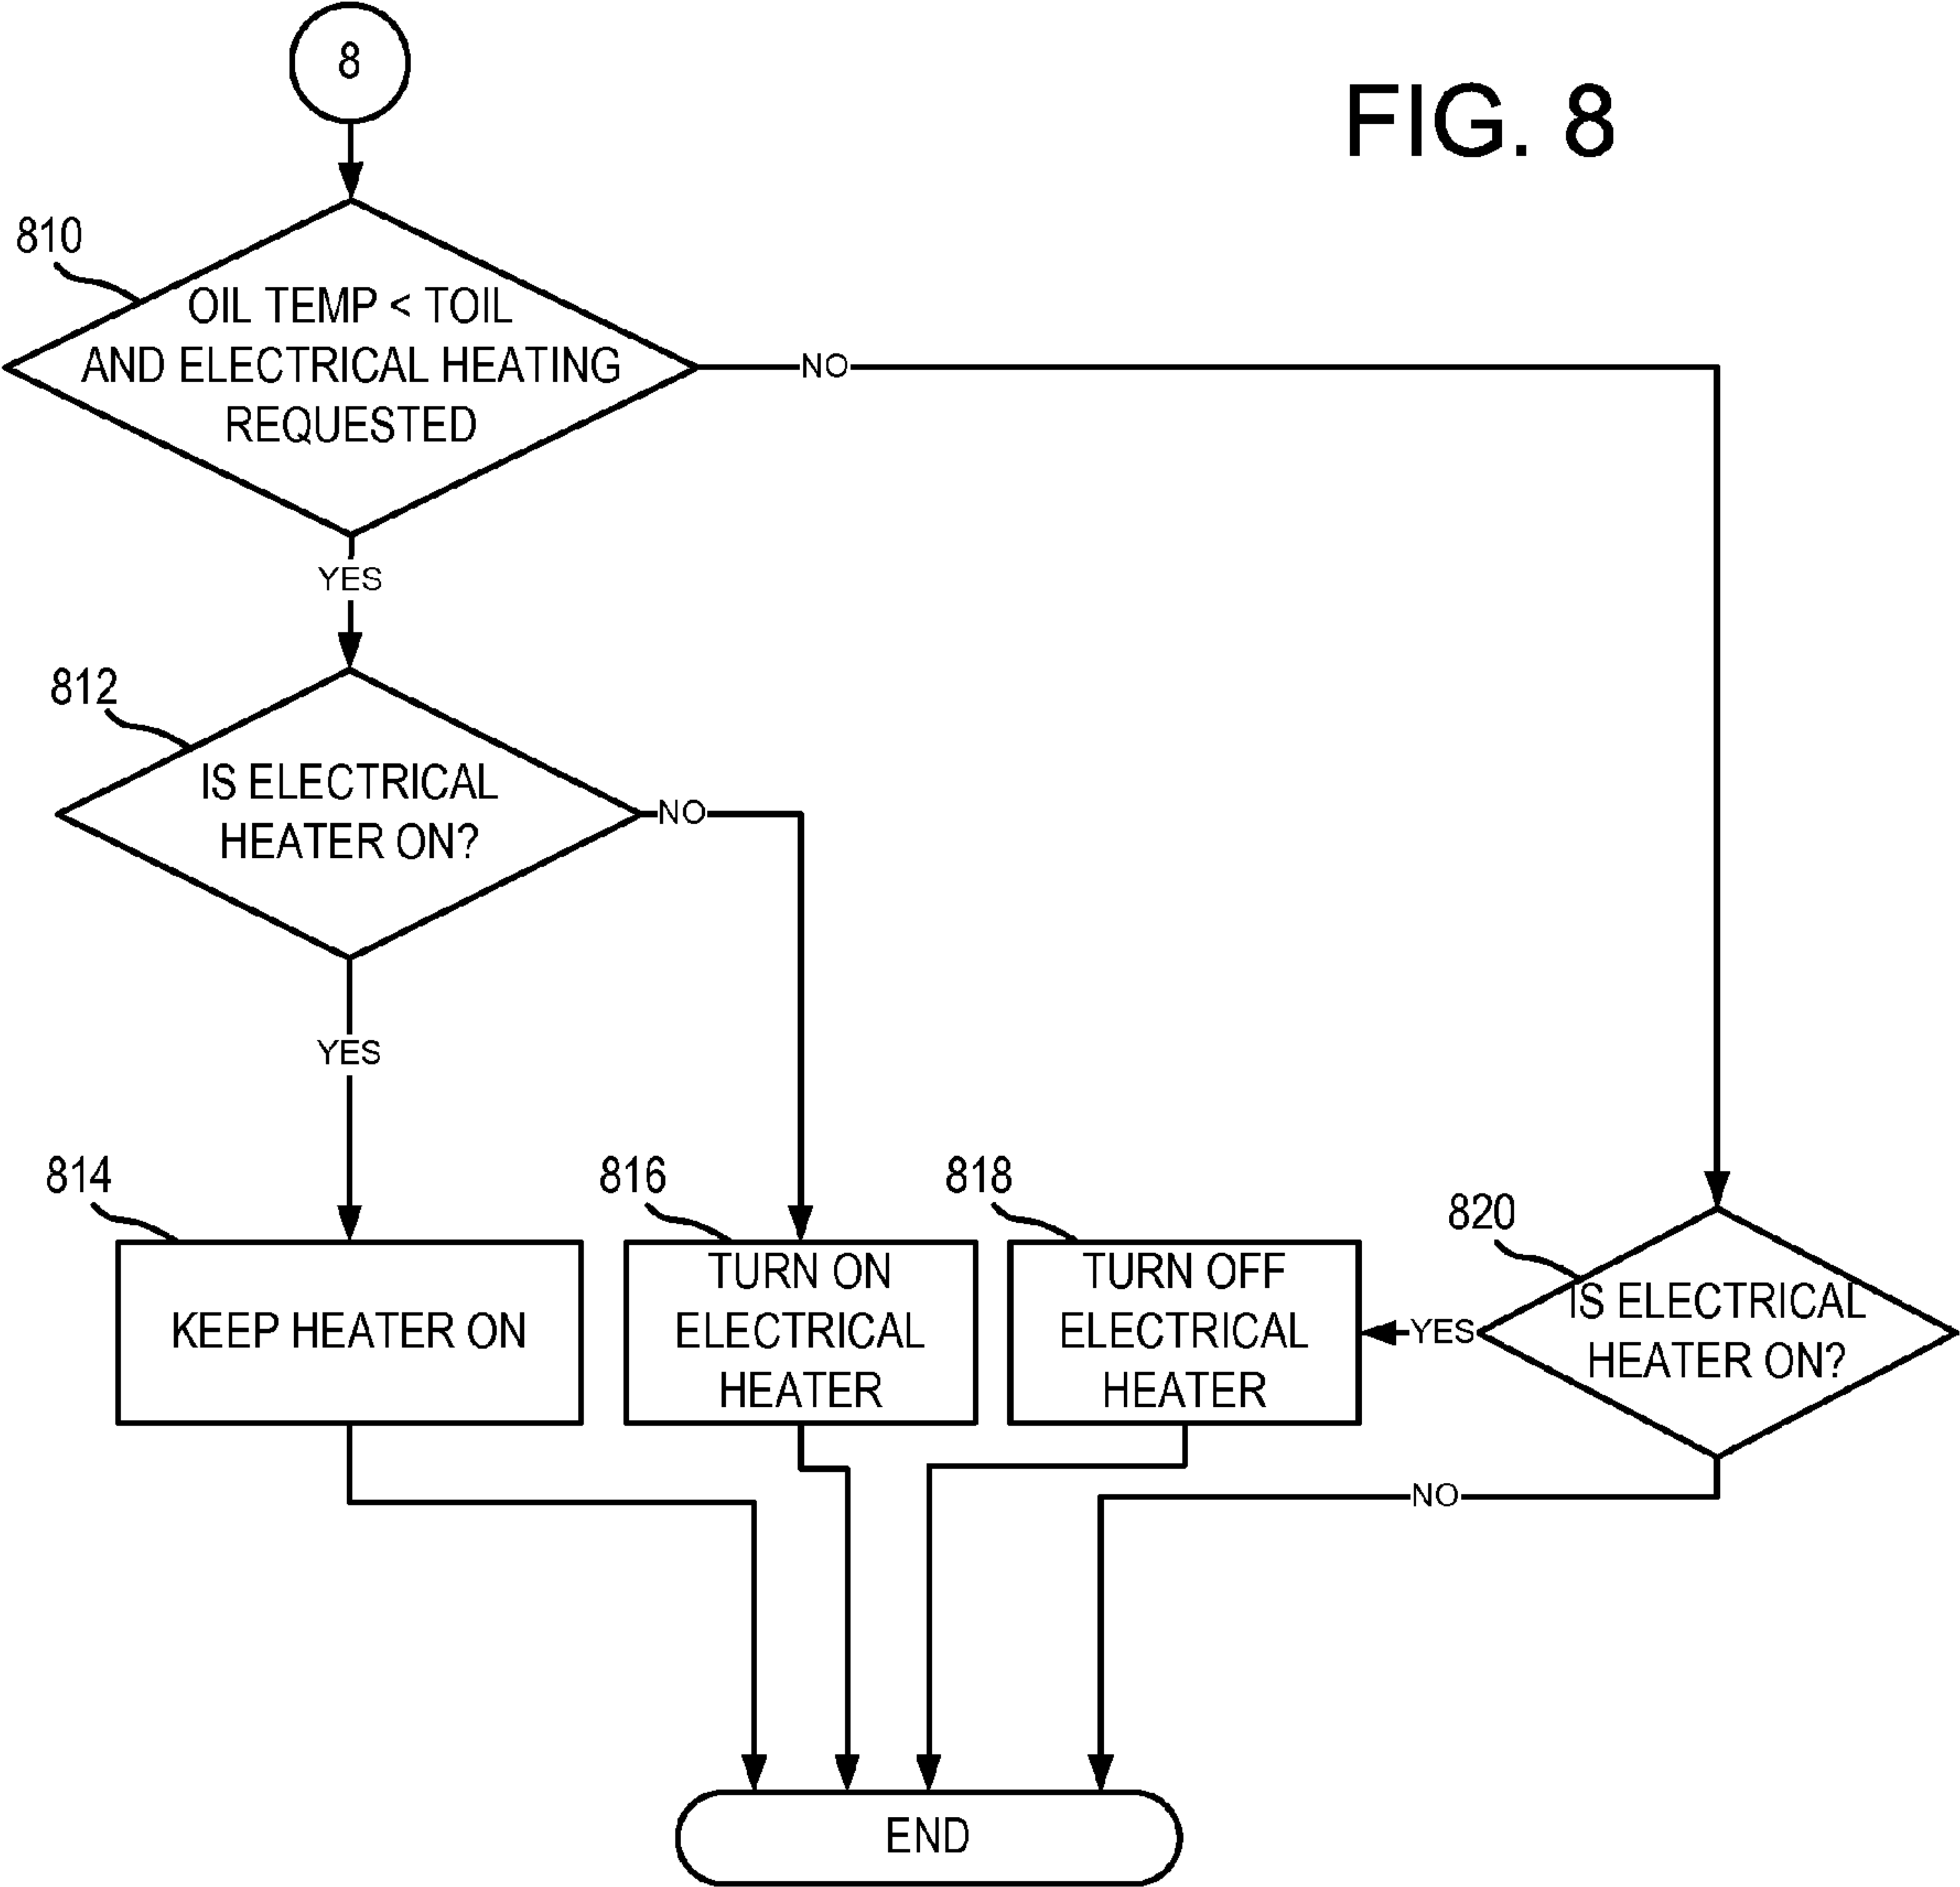 8
FIG. 8
810
OIL TEMP < TOIL
AND ELECTRICAL HEATING
REQUESTED
NO
YES
812
IS ELECTRICAL
HEATER ON?
NO
YES
814
KEEP HEATER ON
816
TURN ON
ELECTRICAL
HEATER
818
TURN OFF
ELECTRICAL
HEATER
YES
820
IS ELECTRICAL
HEATER ON?
NO
END